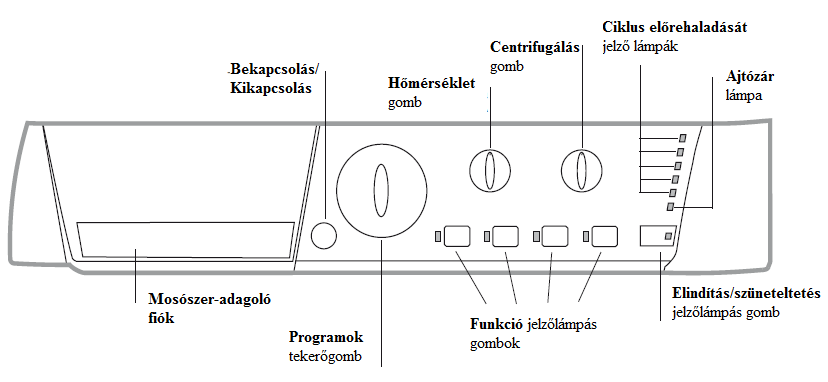 Ciklus előrehaladását
jelző lámpák
Centrifugálás
gomb
Bekapcsolás/
Kikapcsolás
Hőmérséklet
gomb
Ajtózár
lámpa
Mosószer-adagoló
fiók
Programok
tekerőgomb
Funkció jelzőlámpás
gombok
Elindítás/szüneteltetés
jelzőlámpás gomb